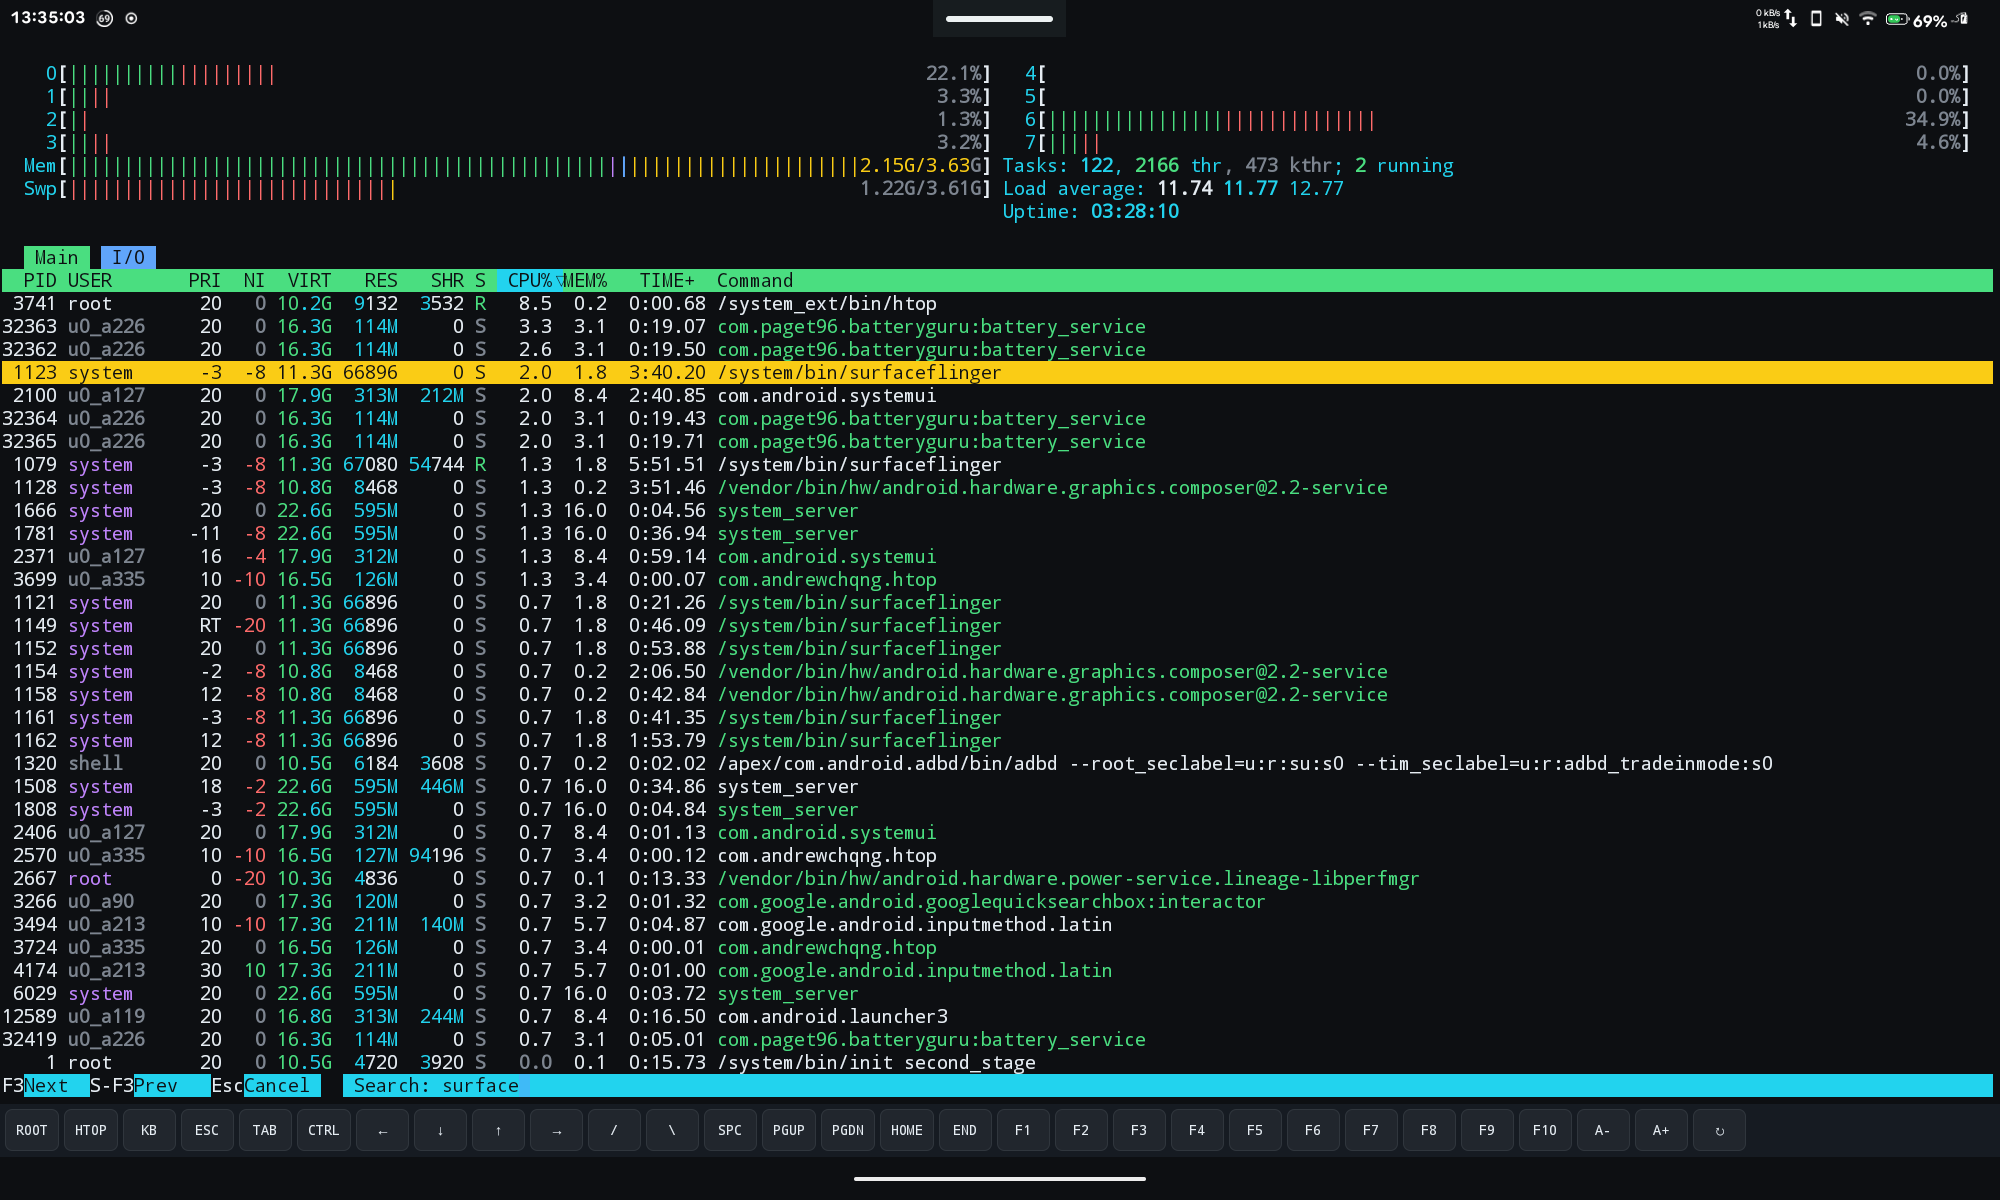 13:35:03 69 0 kB/s 1kB/s 69%
0[ 22.1%] 4[ 0.0%]
1[ 3.3%] 5[ 0.0%]
2[ 1.3%] 6[ 34.9%]
3[ 3.2%] 7[ 4.6%]
Mem[ 2.15G/3.63G] Tasks: 122, 2166 thr, 473 kthr; 2 running
Swp[ 1.22G/3.61G] Load average: 11.74 11.77 12.77
Uptime: 03:28:10
Main I/O
PID USER PRI NI VIRT RES SHR S CPU%▽MEM% TIME+ Command
3741 root 20 0 10.2G 9132 3532 R 8.5 0.2 0:00.68 /system_ext/bin/htop
32363 u0_a226 20 0 16.3G 114M 0 S 3.3 3.1 0:19.07 com.paget96.batteryguru:battery_service
32362 u0_a226 20 0 16.3G 114M 0 S 2.6 3.1 0:19.50 com.paget96.batteryguru:battery_service
1123 system -3 -8 11.3G 66896 0 S 2.0 1.8 3:40.20 /system/bin/surfaceflinger
2100 u0_a127 20 0 17.9G 313M 212M S 2.0 8.4 2:40.85 com.android.systemui
32364 u0_a226 20 0 16.3G 114M 0 S 2.0 3.1 0:19.43 com.paget96.batteryguru:battery_service
32365 u0_a226 20 0 16.3G 114M 0 S 2.0 3.1 0:19.71 com.paget96.batteryguru:battery_service
1079 system -3 -8 11.3G 67080 54744 R 1.3 1.8 5:51.51 /system/bin/surfaceflinger
1128 system -3 -8 10.8G 8468 0 S 1.3 0.2 3:51.46 /vendor/bin/hw/android.hardware.graphics.composer@2.2-service
1666 system 20 0 22.6G 595M 0 S 1.3 16.0 0:04.56 system_server
1781 system -11 -8 22.6G 595M 0 S 1.3 16.0 0:36.94 system_server
2371 u0_a127 16 -4 17.9G 312M 0 S 1.3 8.4 0:59.14 com.android.systemui
3699 u0_a335 10 -10 16.5G 126M 0 S 1.3 3.4 0:00.07 com.andrewchqng.htop
1121 system 20 0 11.3G 66896 0 S 0.7 1.8 0:21.26 /system/bin/surfaceflinger
1149 system RT -20 11.3G 66896 0 S 0.7 1.8 0:46.09 /system/bin/surfaceflinger
1152 system 20 0 11.3G 66896 0 S 0.7 1.8 0:53.88 /system/bin/surfaceflinger
1154 system -2 -8 10.8G 8468 0 S 0.7 0.2 2:06.50 /vendor/bin/hw/android.hardware.graphics.composer@2.2-service
1158 system 12 -8 10.8G 8468 0 S 0.7 0.2 0:42.84 /vendor/bin/hw/android.hardware.graphics.composer@2.2-service
1161 system -3 -8 11.3G 66896 0 S 0.7 1.8 0:41.35 /system/bin/surfaceflinger
1162 system 12 -8 11.3G 66896 0 S 0.7 1.8 1:53.79 /system/bin/surfaceflinger
1320 shell 20 0 10.5G 6184 3608 S 0.7 0.2 0:02.02 /apex/com.android.adbd/bin/adbd --root_seclabel=u:r:su:s0 --tim_seclabel=u:r:adbd_tradeinmode:s0
1508 system 18 -2 22.6G 595M 446M S 0.7 16.0 0:34.86 system_server
1808 system -3 -2 22.6G 595M 0 S 0.7 16.0 0:04.84 system_server
2406 u0_a127 20 0 17.9G 312M 0 S 0.7 8.4 0:01.13 com.android.systemui
2570 u0_a335 10 -10 16.5G 127M 94196 S 0.7 3.4 0:00.12 com.andrewchqng.htop
2667 root 0 -20 10.3G 4836 0 S 0.7 0.1 0:13.33 /vendor/bin/hw/android.hardware.power-service.lineage-libperfmgr
3266 u0_a90 20 0 17.3G 120M 0 S 0.7 3.2 0:01.32 com.google.android.googlequicksearchbox:interactor
3494 u0_a213 10 -10 17.3G 211M 140M S 0.7 5.7 0:04.87 com.google.android.inputmethod.latin
3724 u0_a335 20 0 16.5G 126M 0 S 0.7 3.4 0:00.01 com.andrewchqng.htop
4174 u0_a213 30 10 17.3G 211M 0 S 0.7 5.7 0:01.00 com.google.android.inputmethod.latin
6029 system 20 0 22.6G 595M 0 S 0.7 16.0 0:03.72 system_server
12589 u0_a119 20 0 16.8G 313M 244M S 0.7 8.4 0:16.50 com.android.launcher3
32419 u0_a226 20 0 16.3G 114M 0 S 0.7 3.1 0:05.01 com.paget96.batteryguru:battery_service
1 root 20 0 10.5G 4720 3920 S 0.0 0.1 0:15.73 /system/bin/init second_stage
F3Next S-F3Prev EscCancel Search: surface
ROOT HTOP KB ESC TAB CTRL ← ↓ ↑ → / \ SPC PGUP PGDN HOME END F1 F2 F3 F4 F5 F6 F7 F8 F9 F10 A- A+ ↻